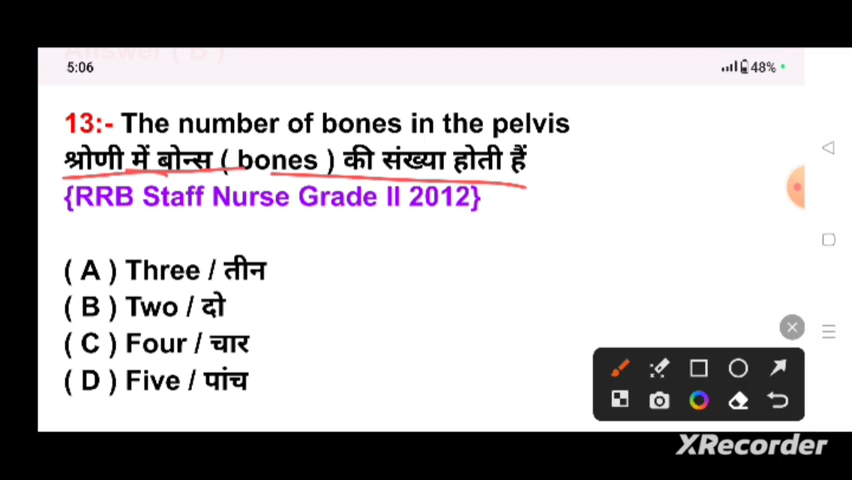 Answer ( B )
5:06
48%
13:- The number of bones in the pelvis
श्रोणी में बोन्स ( bones ) की संख्या होती हैं
{RRB Staff Nurse Grade II 2012}
( A ) Three / तीन
( B ) Two / दो
( C ) Four / चार
( D ) Five / पांच
XRecorder